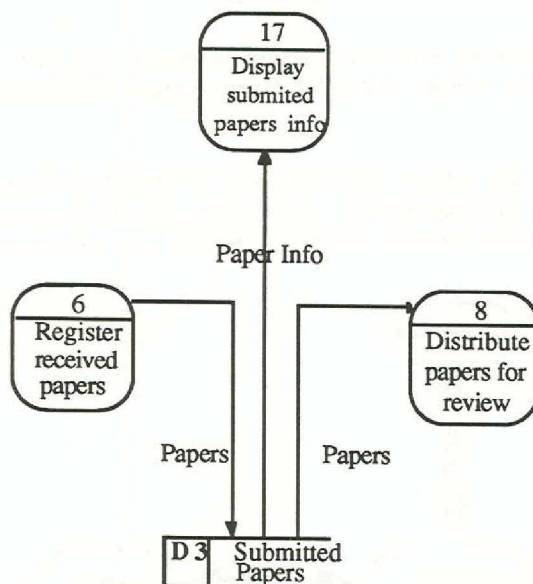 17
Display
submited
papers info
Paper Info
6
Register
received
papers
8
Distribute
papers for
review
Papers
Papers
D 3
Submitted
Papers